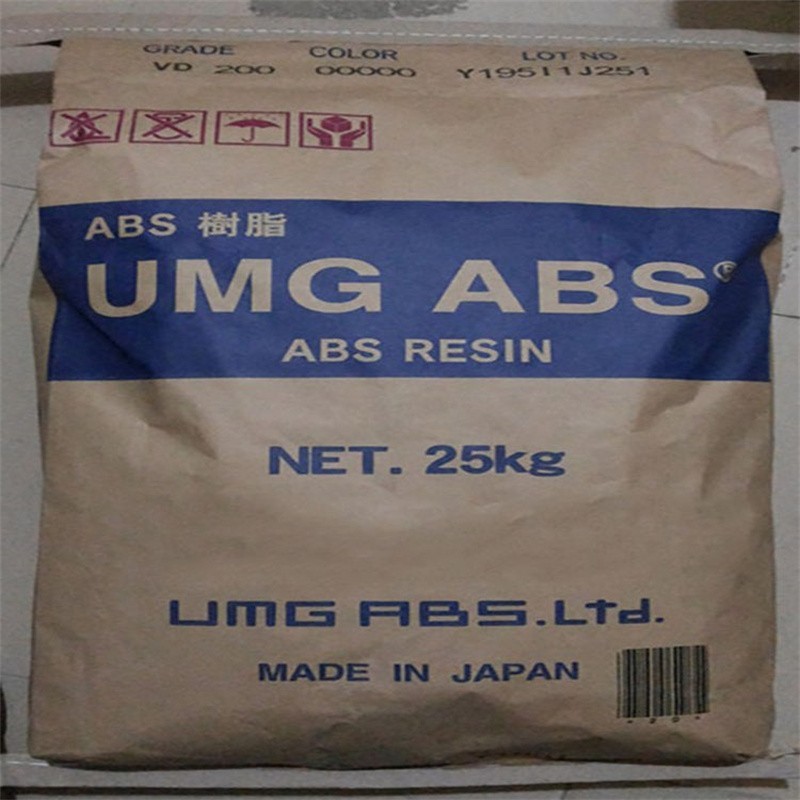 GRADE COLOR LOT NO.
VD 200 00000 Y19511J251
ABS 樹脂
UMG ABS®
ABS RESIN
NET. 25kg
UMG ABS.Ltd.
MADE IN JAPAN